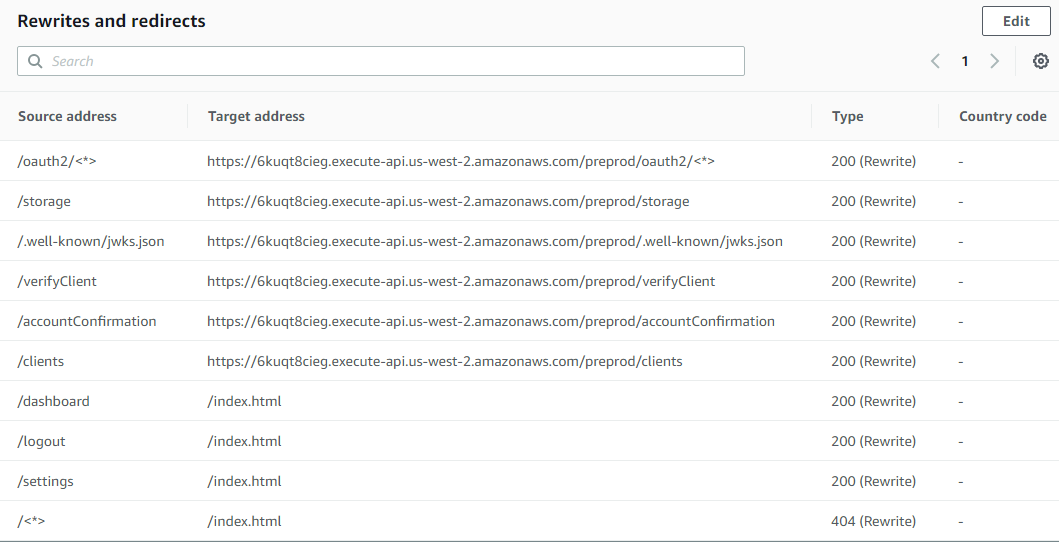 Rewrites and redirects
Edit
Search
1
Source address Target address Type Country code
/oauth2/<*> https://6kuqt8cieg.execute-api.us-west-2.amazonaws.com/preprod/oauth2/<*> 200 (Rewrite) -
/storage https://6kuqt8cieg.execute-api.us-west-2.amazonaws.com/preprod/storage 200 (Rewrite) -
/.well-known/jwks.json https://6kuqt8cieg.execute-api.us-west-2.amazonaws.com/preprod/.well-known/jwks.json 200 (Rewrite) -
/verifyClient https://6kuqt8cieg.execute-api.us-west-2.amazonaws.com/preprod/verifyClient 200 (Rewrite) -
/accountConfirmation https://6kuqt8cieg.execute-api.us-west-2.amazonaws.com/preprod/accountConfirmation 200 (Rewrite) -
/clients https://6kuqt8cieg.execute-api.us-west-2.amazonaws.com/preprod/clients 200 (Rewrite) -
/dashboard /index.html 200 (Rewrite) -
/logout /index.html 200 (Rewrite) -
/settings /index.html 200 (Rewrite) -
/<*> /index.html 404 (Rewrite) -